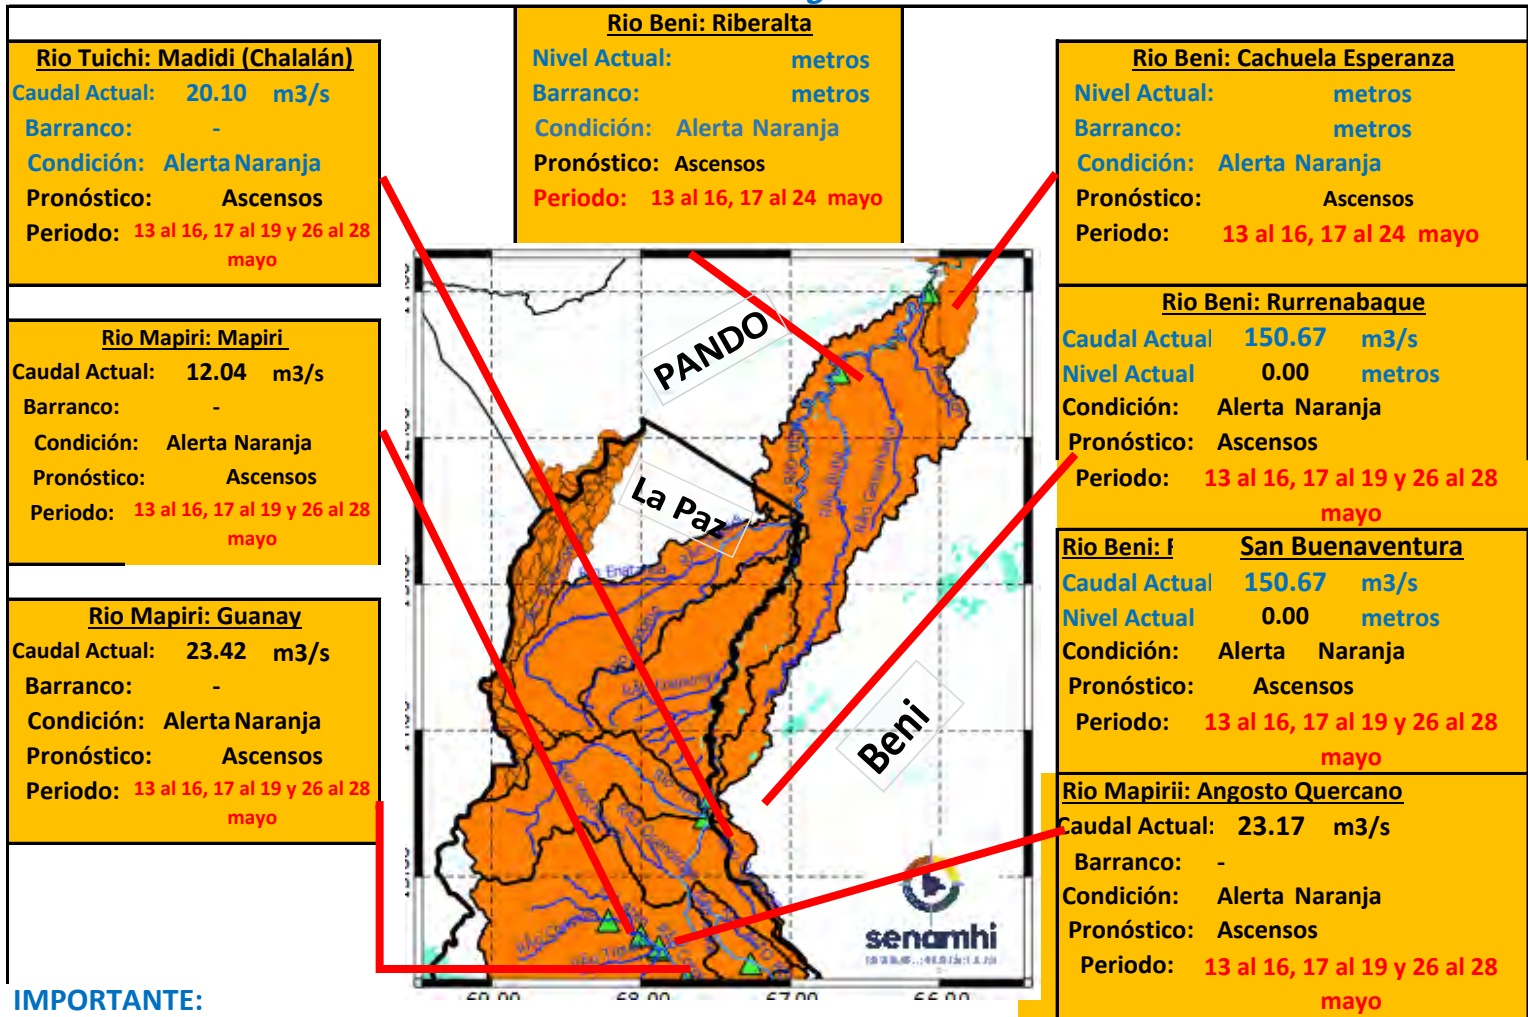 Rio Tuichi: Madidi (Chalalán)
Caudal Actual: 20.10 m3/s
Barranco: -
Condición: Alerta Naranja
Pronóstico: Ascensos
Periodo: 13 al 16, 17 al 19 y 26 al 28
mayo
Rio Mapiri: Mapiri
Caudal Actual: 12.04 m3/s
Barranco: -
Condición: Alerta Naranja
Pronóstico: Ascensos
Periodo: 13 al 16, 17 al 19 y 26 al 28
mayo
Rio Mapiri: Guanay
Caudal Actual: 23.42 m3/s
Barranco: -
Condición: Alerta Naranja
Pronóstico: Ascensos
Periodo: 13 al 16, 17 al 19 y 26 al 28
mayo
Rio Beni: Riberalta
Nivel Actual: metros
Barranco: metros
Condición: Alerta Naranja
Pronóstico: Ascensos
Periodo: 13 al 16, 17 al 24 mayo
PANDO
La Paz
Beni
senamhi
69.00 68.00 67.00 66.00
Rio Beni: Cachuela Esperanza
Nivel Actual: metros
Barranco: metros
Condición: Alerta Naranja
Pronóstico: Ascensos
Periodo: 13 al 16, 17 al 24 mayo
Rio Beni: Rurrenabaque
Caudal Actual 150.67 m3/s
Nivel Actual 0.00 metros
Condición: Alerta Naranja
Pronóstico: Ascensos
Periodo: 13 al 16, 17 al 19 y 26 al 28
mayo
Rio Beni: San Buenaventura
Caudal Actual 150.67 m3/s
Nivel Actual 0.00 metros
Condición: Alerta Naranja
Pronóstico: Ascensos
Periodo: 13 al 16, 17 al 19 y 26 al 28
mayo
Rio Mapirii: Angosto Quercano
Caudal Actual: 23.17 m3/s
Barranco: -
Condición: Alerta Naranja
Pronóstico: Ascensos
Periodo: 13 al 16, 17 al 19 y 26 al 28
mayo
IMPORTANTE: